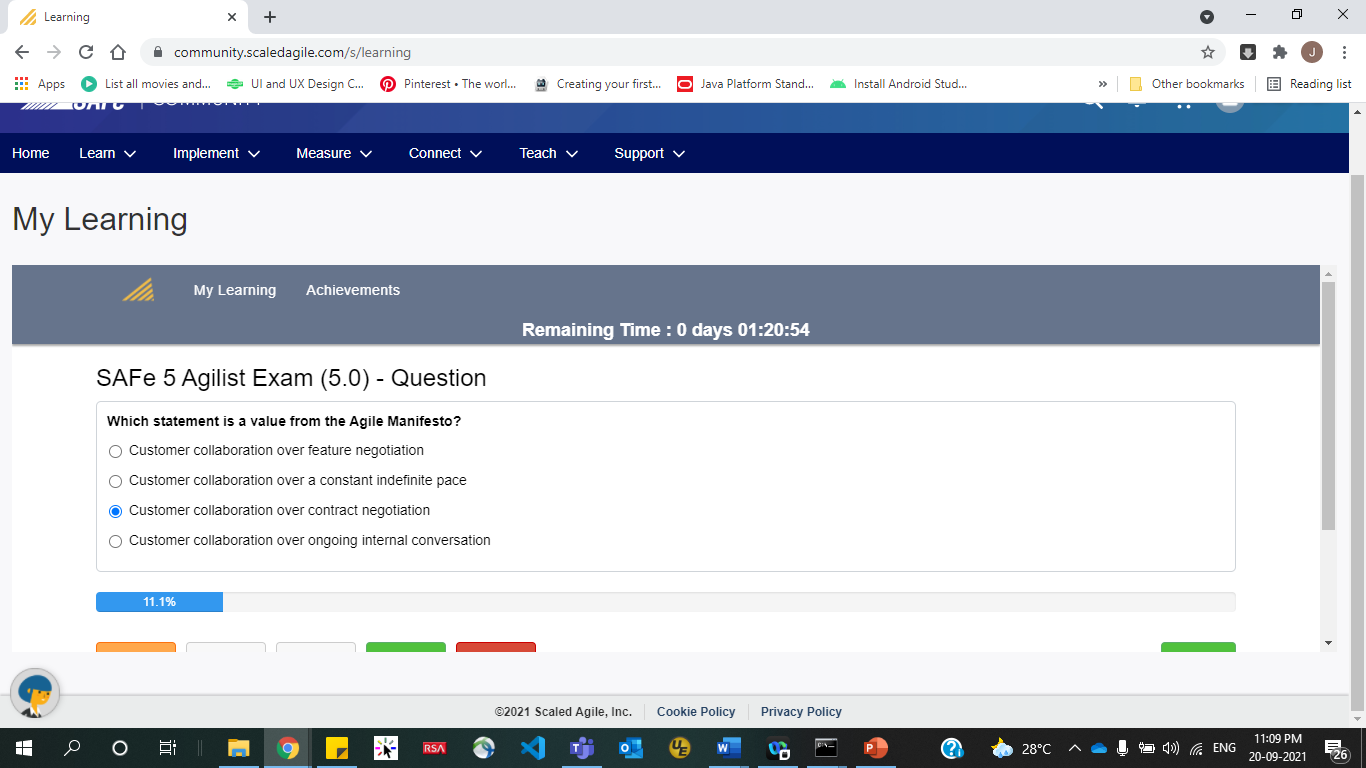 Learning
community.scaledagile.com/s/learning
Apps List all movies and... UI and UX Design C... Pinterest • The worl... Creating your first... Java Platform Stand... Install Android Stud... » Other bookmarks Reading list
Home Learn Implement Measure Connect Teach Support
My Learning
My Learning Achievements
Remaining Time : 0 days 01:20:54
SAFe 5 Agilist Exam (5.0) - Question
Which statement is a value from the Agile Manifesto?
Customer collaboration over feature negotiation
Customer collaboration over a constant indefinite pace
Customer collaboration over contract negotiation
Customer collaboration over ongoing internal conversation
11.1%
©2021 Scaled Agile, Inc. Cookie Policy Privacy Policy
RSA
28°C ENG 11:09 PM
20-09-2021 26
J